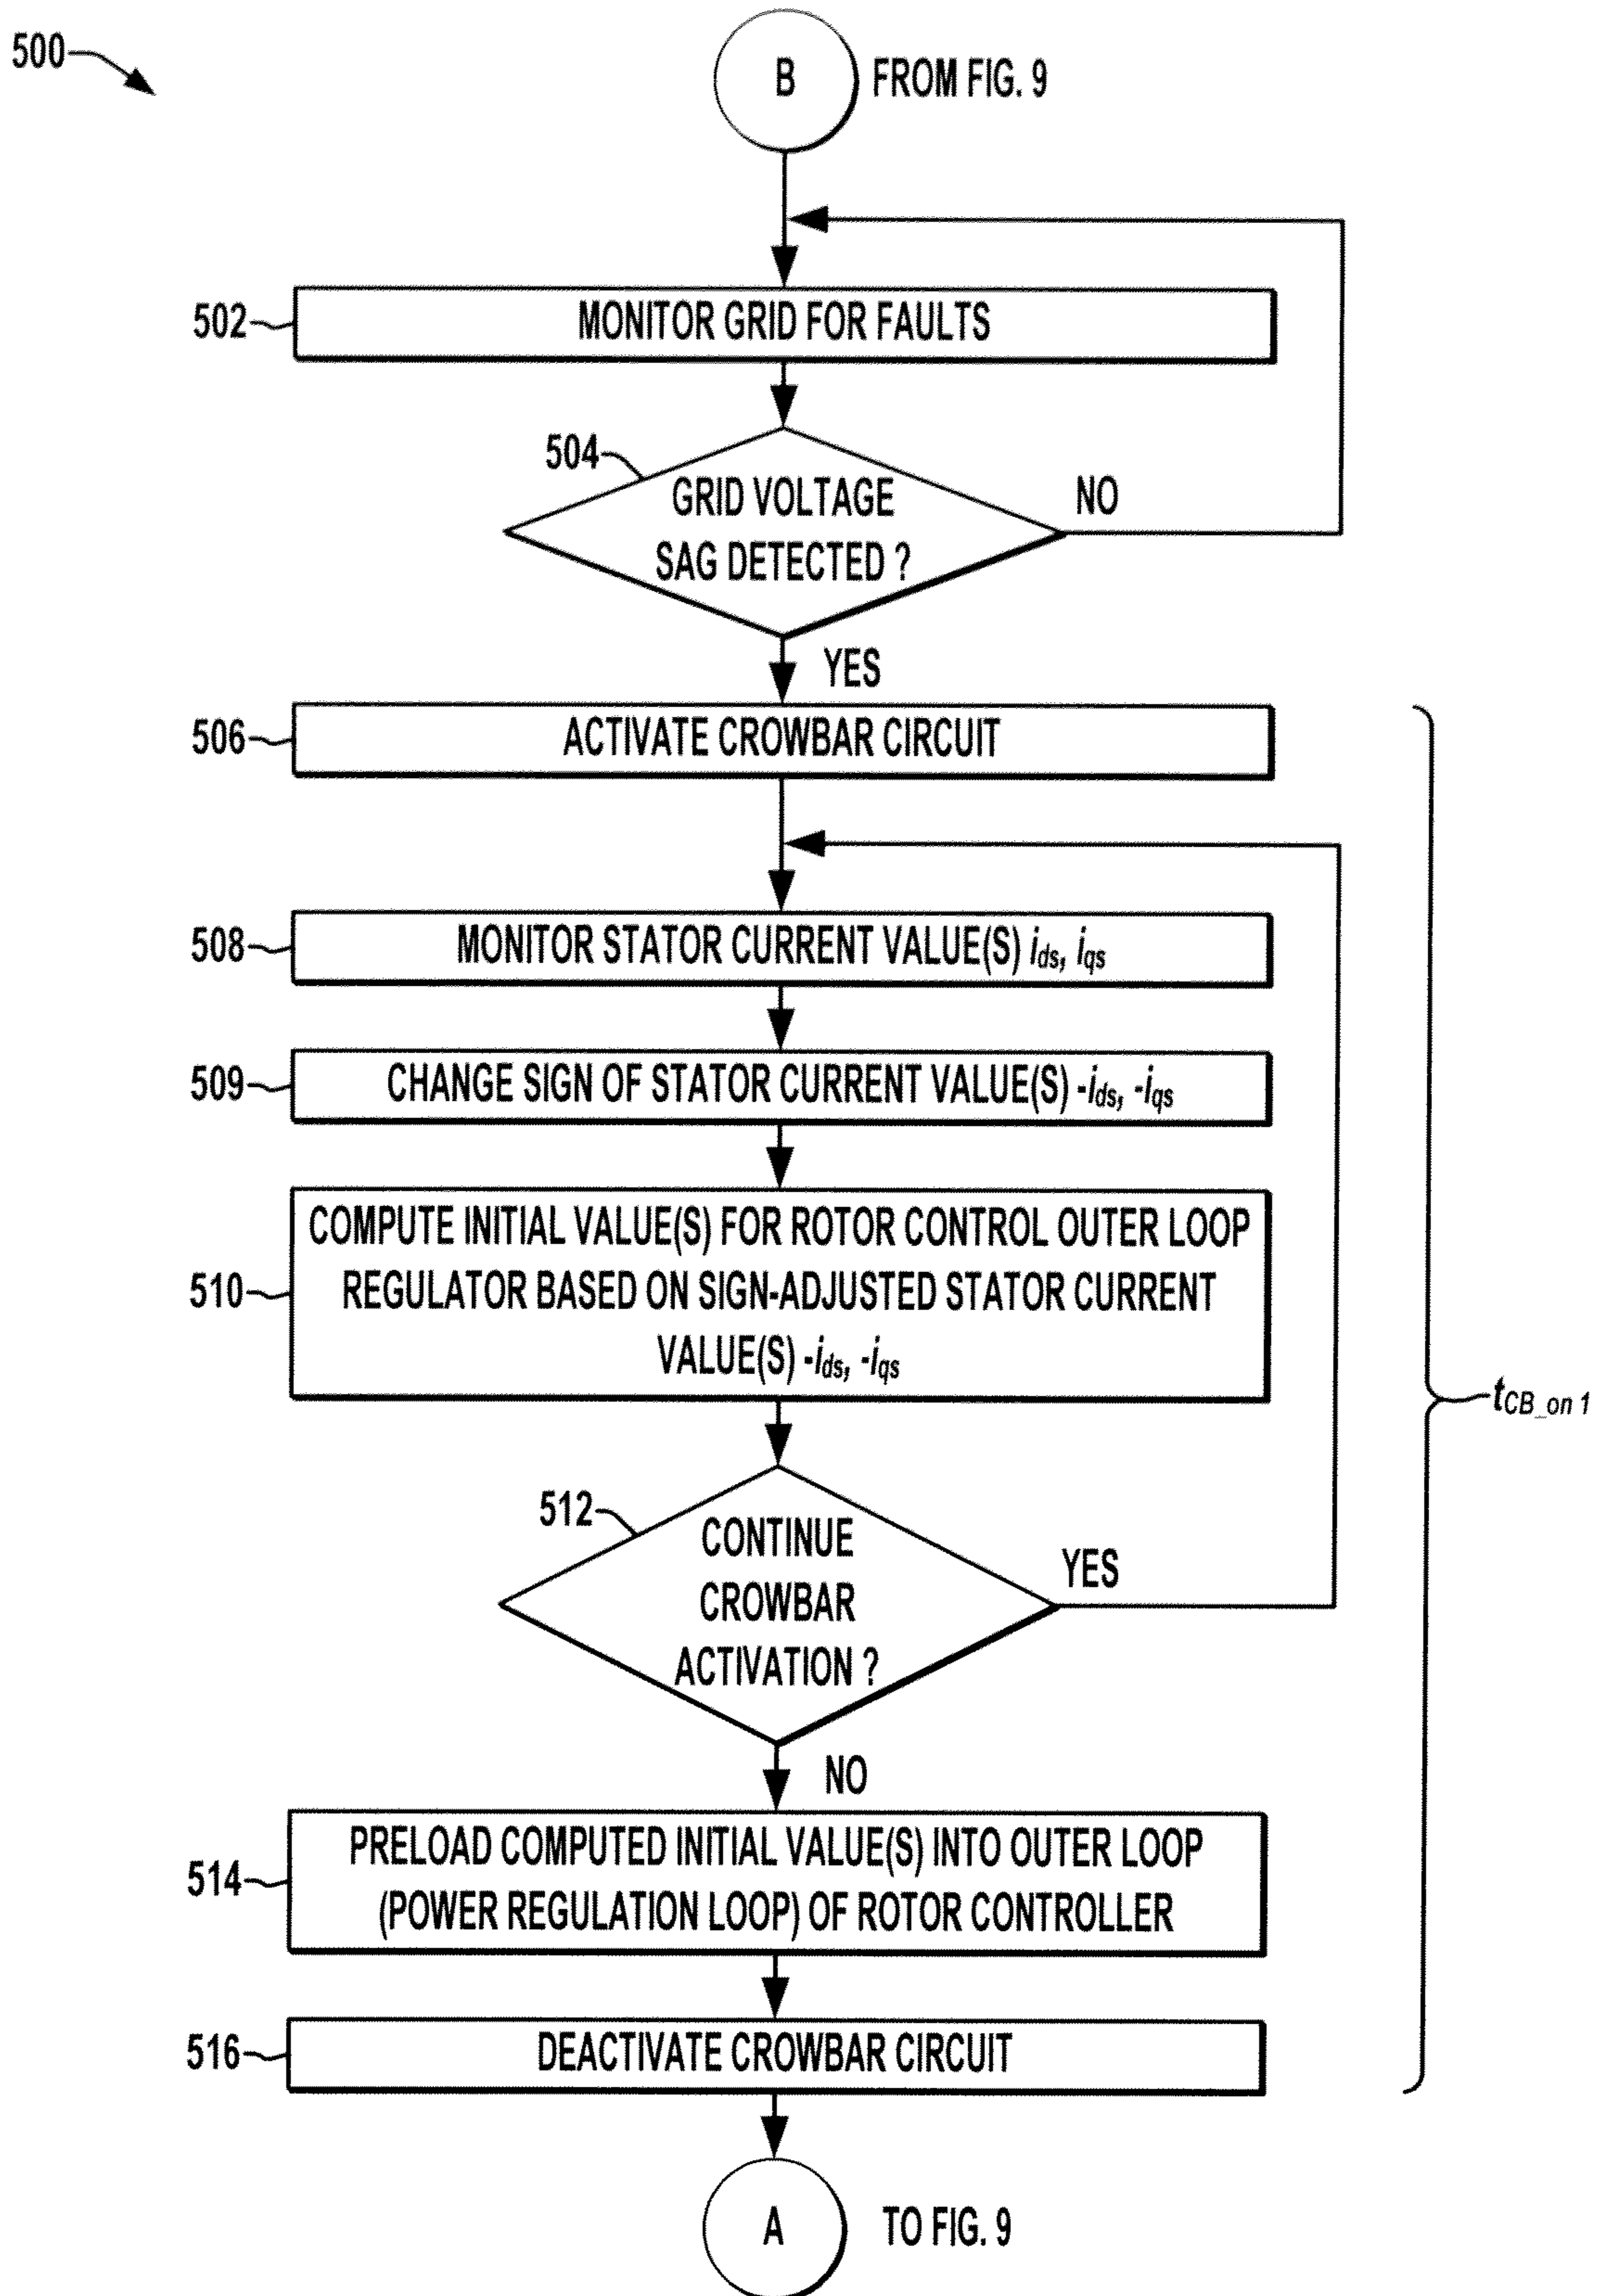 500
B
FROM FIG. 9
502
MONITOR GRID FOR FAULTS
504
GRID VOLTAGE
SAG DETECTED ?
NO
YES
506
ACTIVATE CROWBAR CIRCUIT
508
MONITOR STATOR CURRENT VALUE(S) ids, iqs
509
CHANGE SIGN OF STATOR CURRENT VALUE(S) -ids, -iqs
510
COMPUTE INITIAL VALUE(S) FOR ROTOR CONTROL OUTER LOOP
REGULATOR BASED ON SIGN-ADJUSTED STATOR CURRENT
VALUE(S) -ids, -iqs
tCB_on 1
512
CONTINUE
CROWBAR
ACTIVATION ?
YES
NO
514
PRELOAD COMPUTED INITIAL VALUE(S) INTO OUTER LOOP
(POWER REGULATION LOOP) OF ROTOR CONTROLLER
516
DEACTIVATE CROWBAR CIRCUIT
A
TO FIG. 9